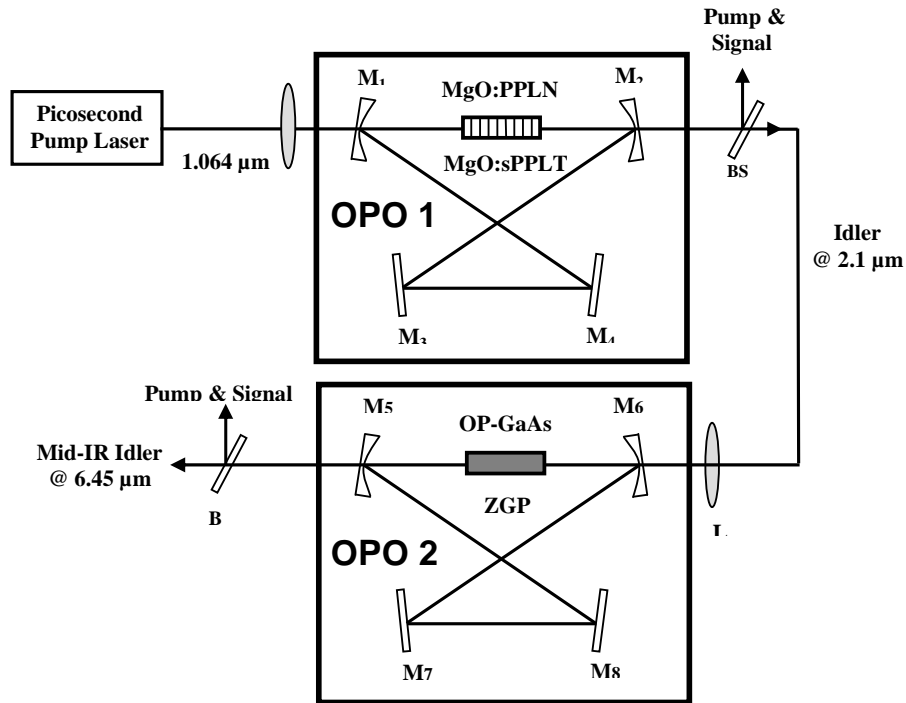 Pump
&
Signal
M1
M2
MgO:PPLN
Picosecond
Pump Laser
1.064 µm
MgO:sPPLT
BS
OPO 1
Idler
@ 2.1 µm
M3
M4
Pump & Signal
M5
M6
OP-GaAs
Mid-IR Idler
@ 6.45 µm
ZGP
B
OPO 2
M7
M8